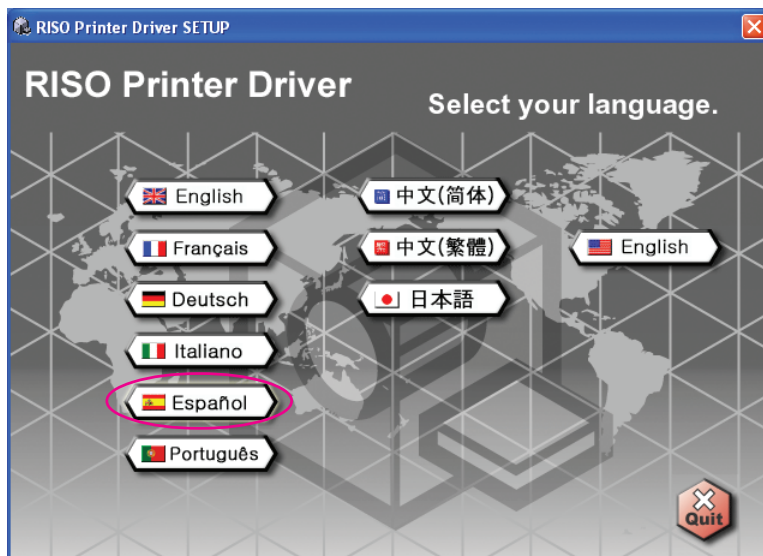 RISO Printer Driver SETUP
RISO Printer Driver
Select your language.
English
Français
Deutsch
Italiano
Español
Português
中文(简体)
中文(繁體)
日本語
English
Quit